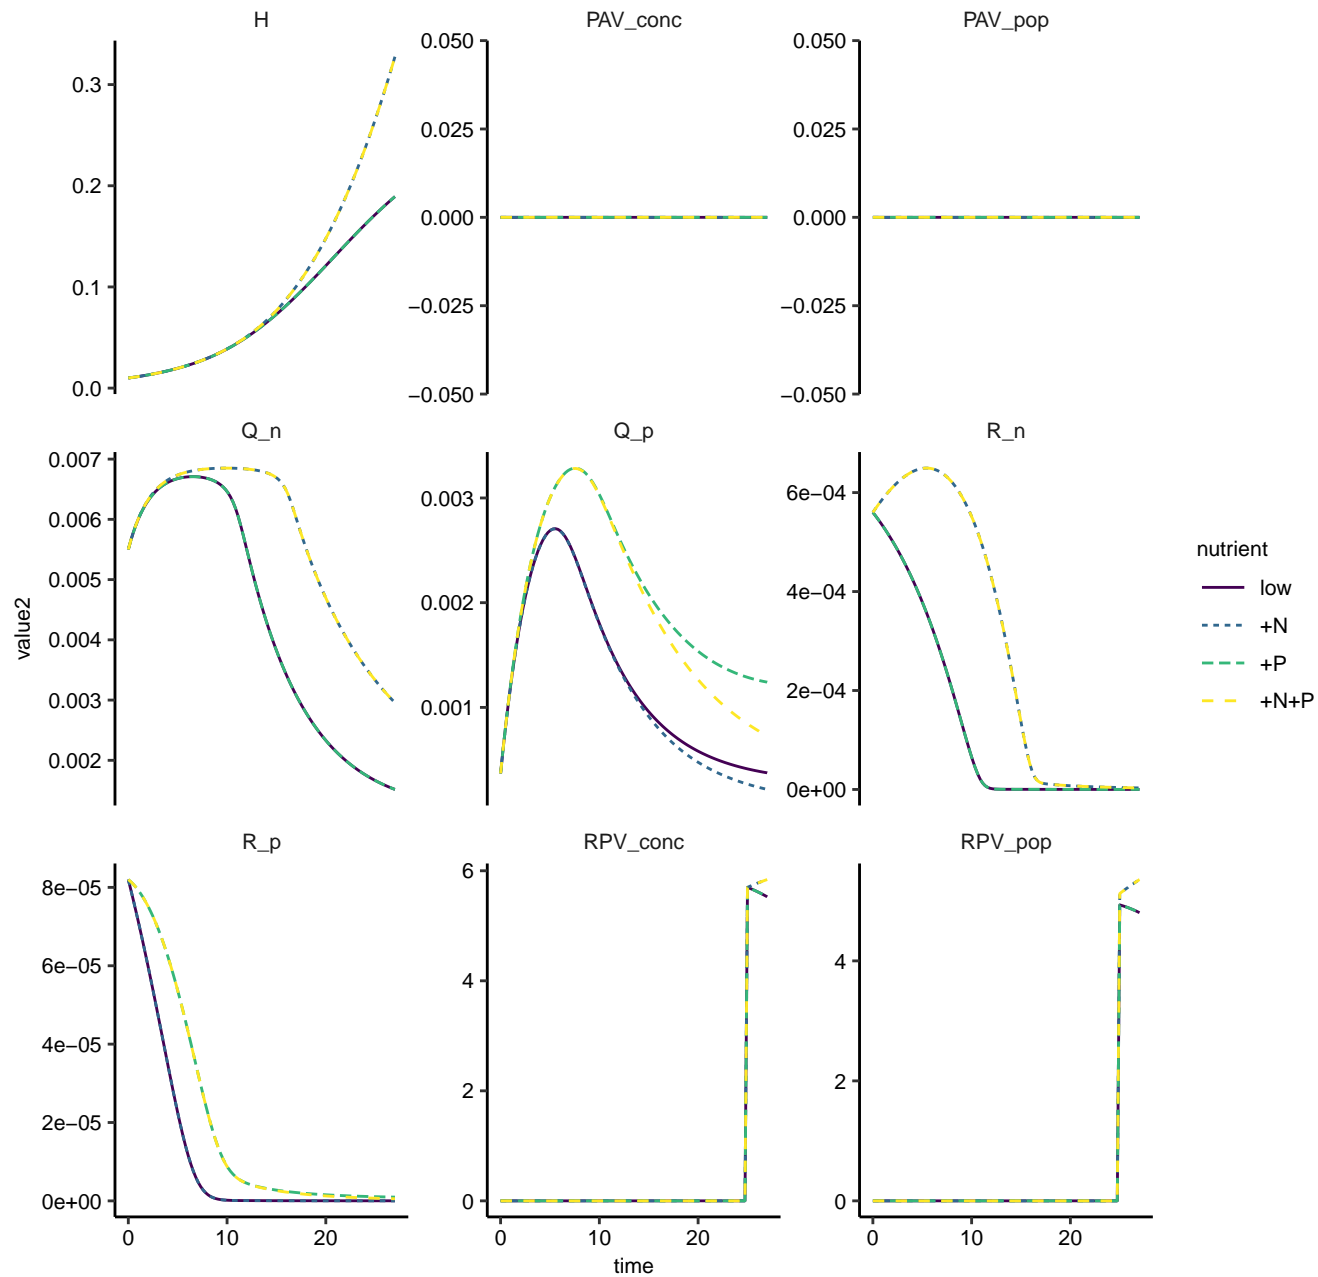 H
PAV_conc
PAV_pop
0.3
0.2
0.1
0.0
0.050
0.025
0.000
−0.025
−0.050
0.050
0.025
0.000
−0.025
−0.050
Q_n
Q_p
R_n
0.007
0.006
0.005
0.004
0.003
0.002
0.003
0.002
0.001
6e−04
4e−04
2e−04
0e+00
value2
nutrient
low
+N
+P
+N+P
R_p
RPV_conc
RPV_pop
8e−05
6e−05
4e−05
2e−05
0e+00
6
4
2
0
4
2
0
0 10 20
0 10 20
0 10 20
time